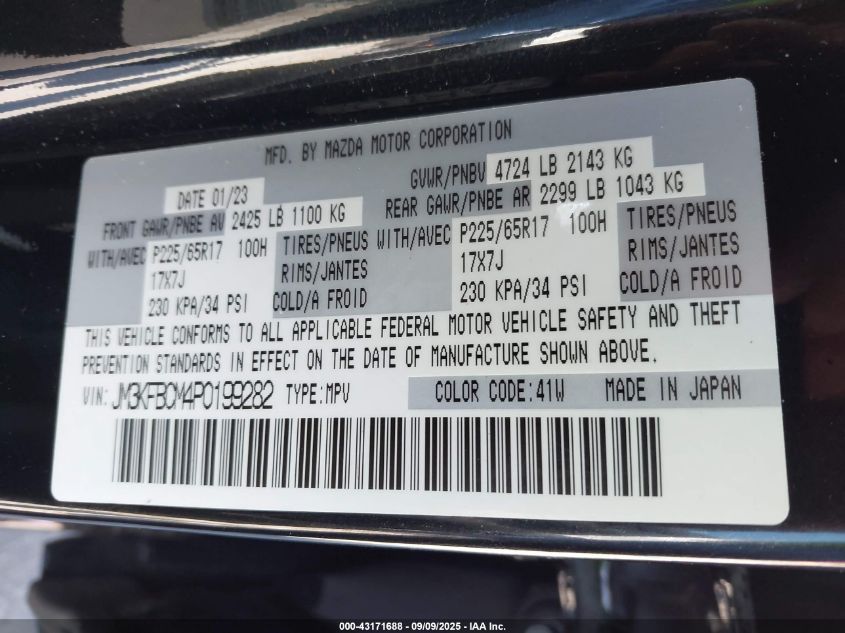 MFD. BY MAZDA MOTOR CORPORATION
DATE 01/23
GVWR/PNBV 4724 LB 2143 KG
FRONT GAWR/PNBE AV 2425 LB 1100 KG
REAR GAWR/PNBE AR 2299 LB 1043 KG
WITH/AVEC P225/65R17 100H TIRES/PNEUS WITH/AVEC P225/65R17 100H TIRES/PNEUS
17X7J RIMS/JANTES 17X7J RIMS/JANTES
230 KPA/34 PSI COLD/A FROID 230 KPA/34 PSI COLD/A FROID
THIS VEHICLE CONFORMS TO ALL APPLICABLE FEDERAL MOTOR VEHICLE SAFETY AND THEFT
PREVENTION STANDARDS IN EFFECT ON THE DATE OF MANUFACTURE SHOWN ABOVE.
VIN: JM3KFBCM4P0199282 TYPE:MPV COLOR CODE:41W MADE IN JAPAN
000-43171688 - 09/09/2025 - IAA Inc.